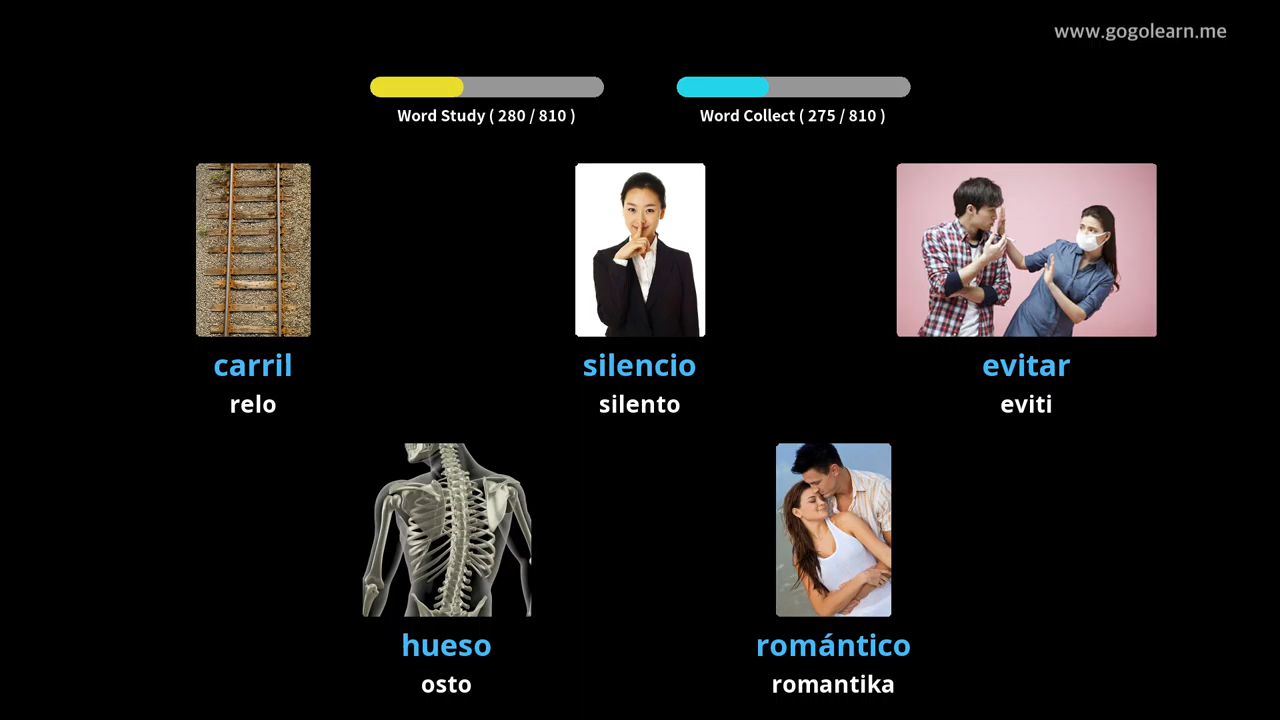 www.gogolearn.me
Word Study ( 280 / 810 )
Word Collect ( 275 / 810 )
carril
relo
silencio
silento
evitar
eviti
hueso
osto
romántico
romantika